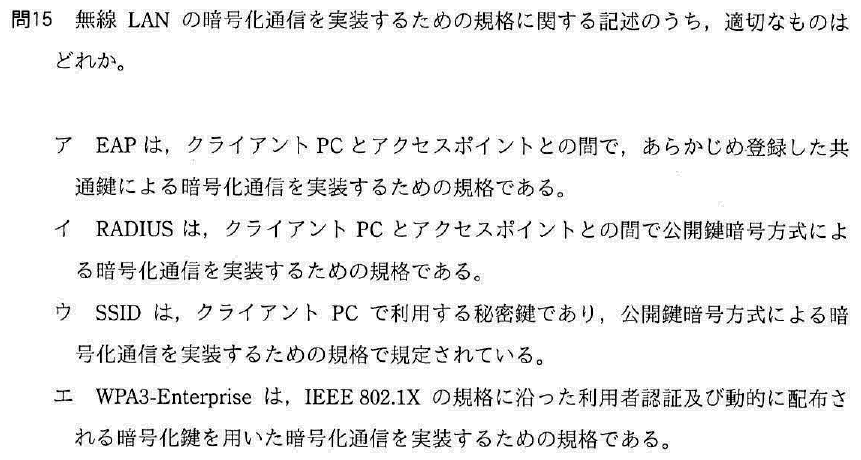 問15 無線 LAN の暗号化通信を実装するための規格に関する記述のうち，適切なものは
どれか。
ア EAP は，クライアント PC とアクセスポイントとの間で，あらかじめ登録した共
通鍵による暗号化通信を実装するための規格である。
イ RADIUS は，クライアント PC とアクセスポイントとの間で公開鍵暗号方式によ
る暗号化通信を実装するための規格である。
ウ SSID は，クライアント PC で利用する秘密鍵であり，公開鍵暗号方式による暗
号化通信を実装するための規格で規定されている。
エ WPA3-Enterprise は，IEEE 802.1X の規格に沿った利用者認証及び動的に配布さ
れる暗号化鍵を用いた暗号化通信を実装するための規格である。